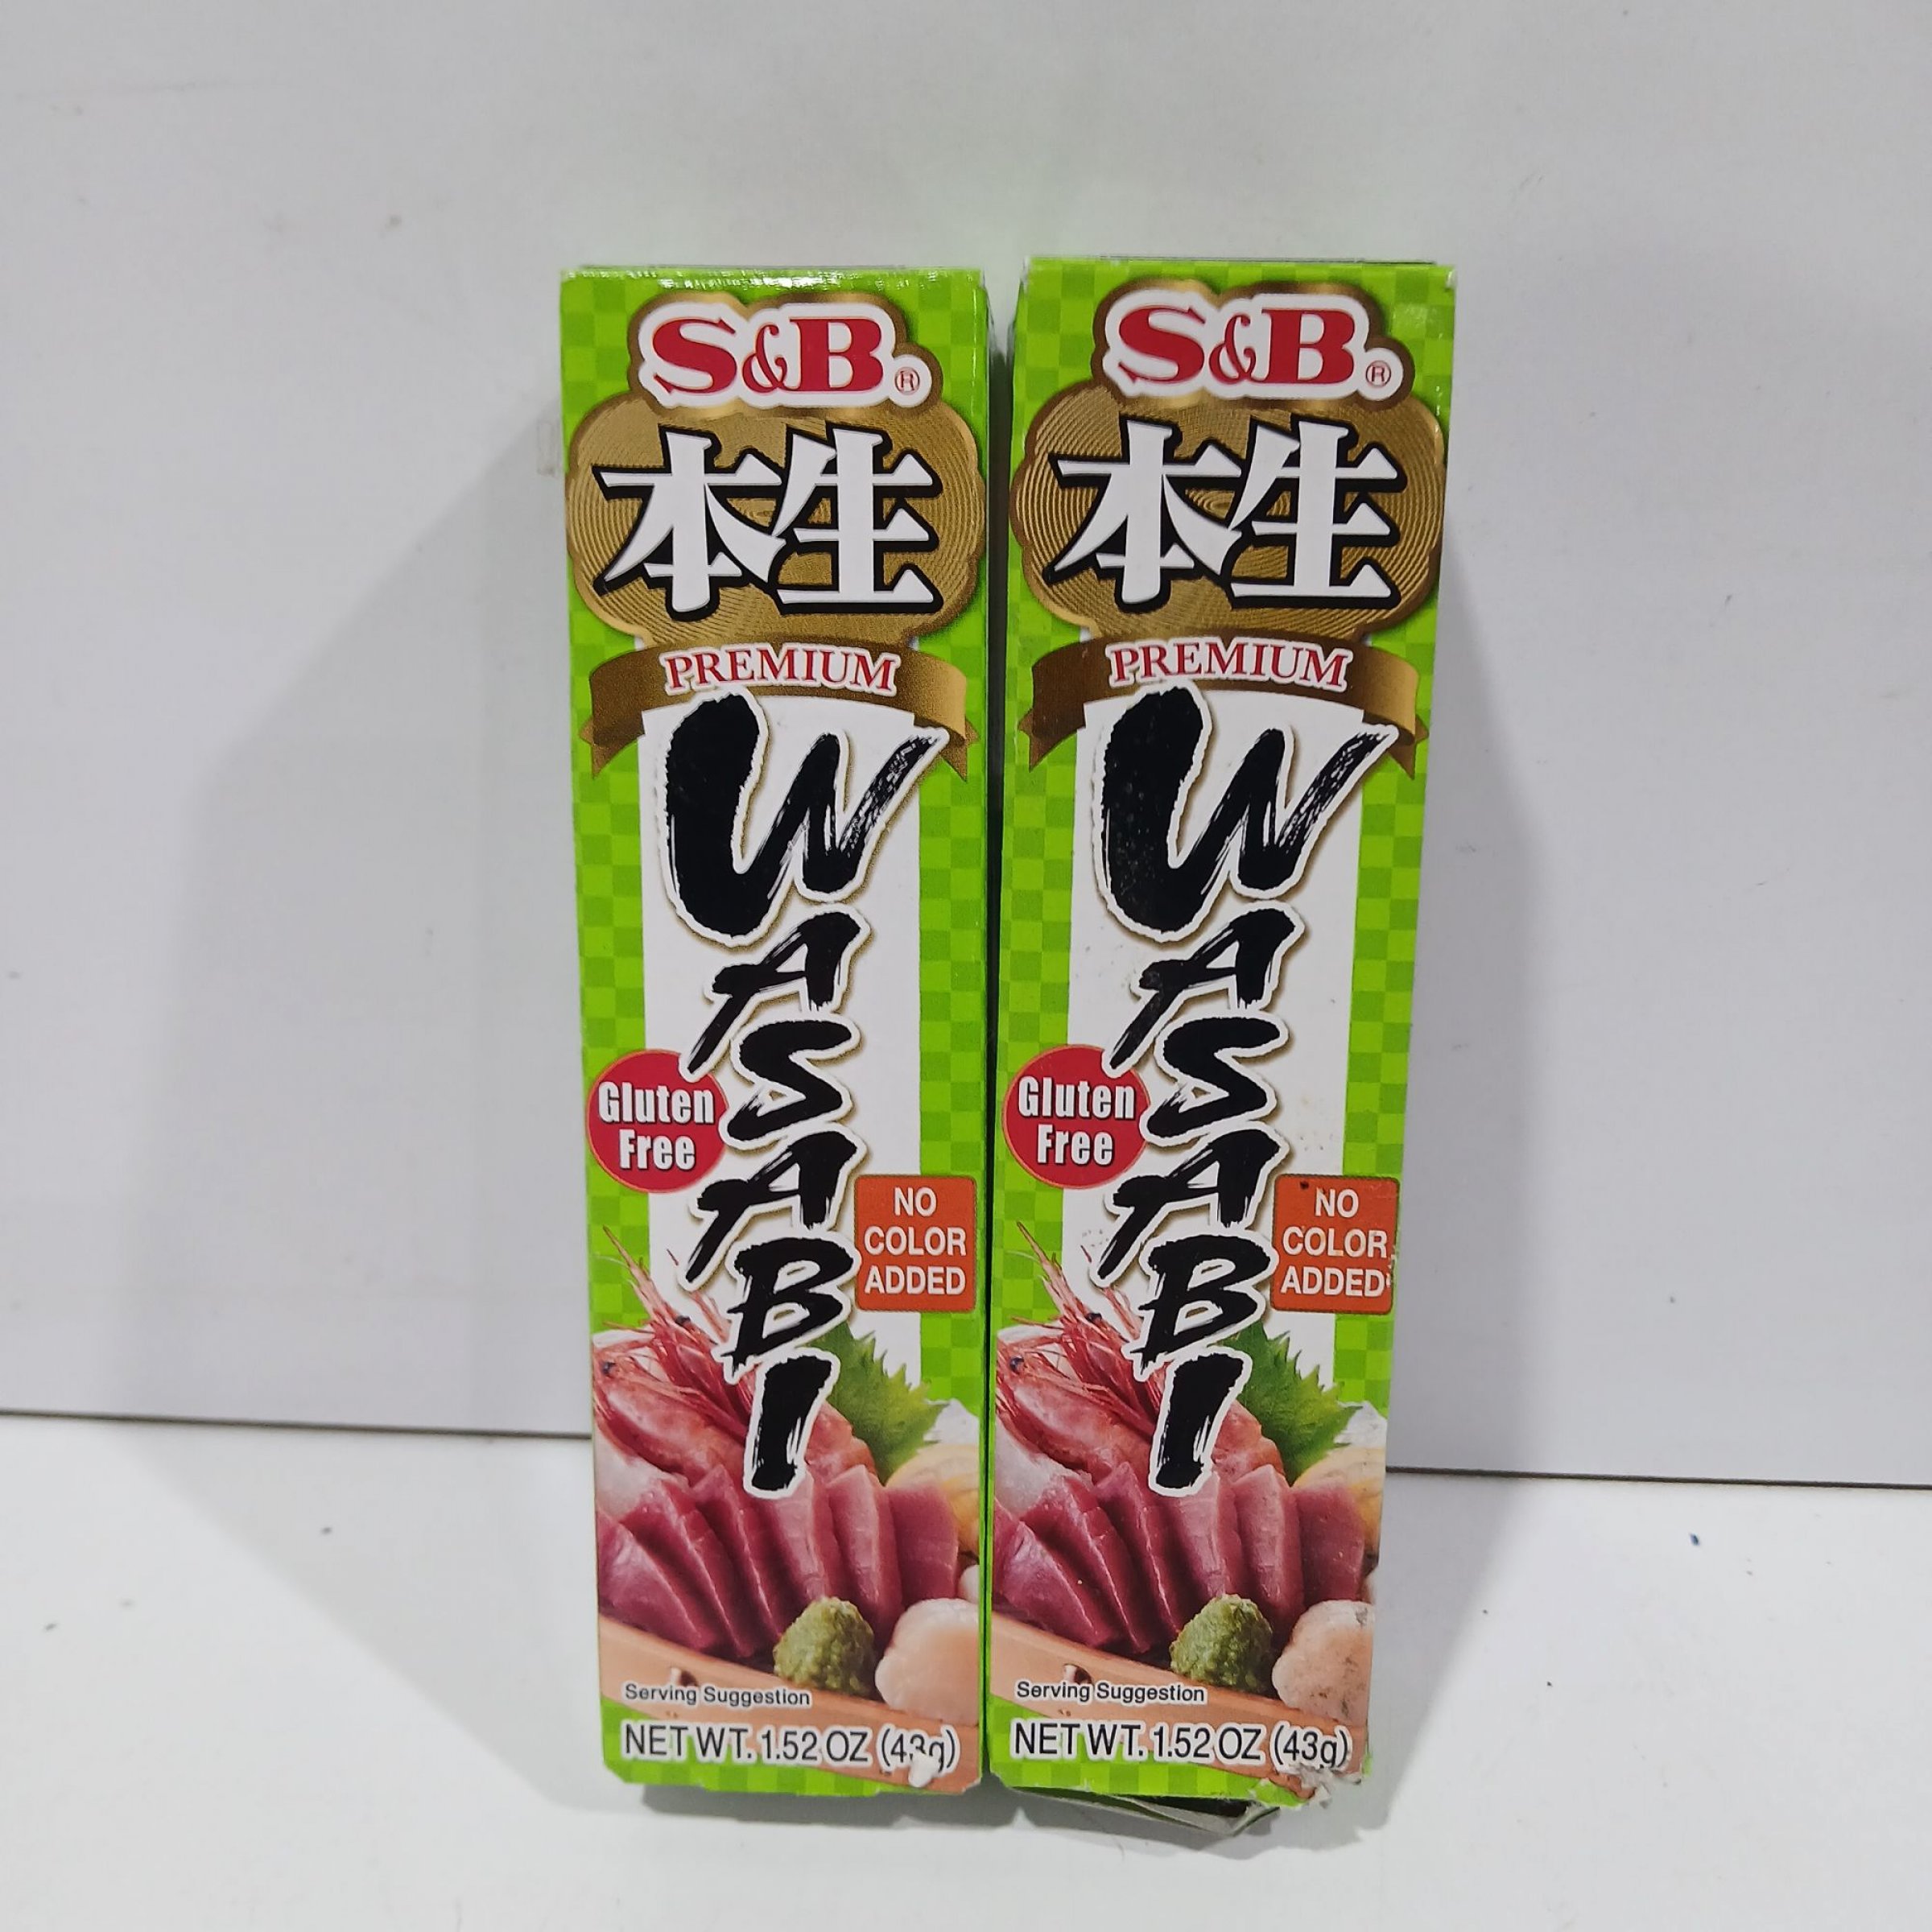 S&B®
本生
PREMIUM
WASABI
Gluten
Free
NO
COLOR
ADDED
Serving Suggestion
NET WT. 1.52 OZ (43g)
S&B®
本生
PREMIUM
WASABI
Gluten
Free
NO
COLOR
ADDED
Serving Suggestion
NET WT. 1.52 OZ (43g)